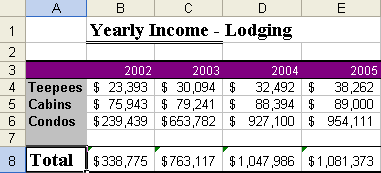 A B C D E
1 Yearly Income - Lodging
2
3 2002 2003 2004 2005
4 Teepees $ 23,393 $ 30,094 $ 32,492 $ 38,262
5 Cabins $ 75,943 $ 79,241 $ 88,394 $ 89,000
6 Condos $239,439 $653,782 $ 927,100 $ 954,111
7
8 Total $338,775 $763,117 $1,047,986 $1,081,373